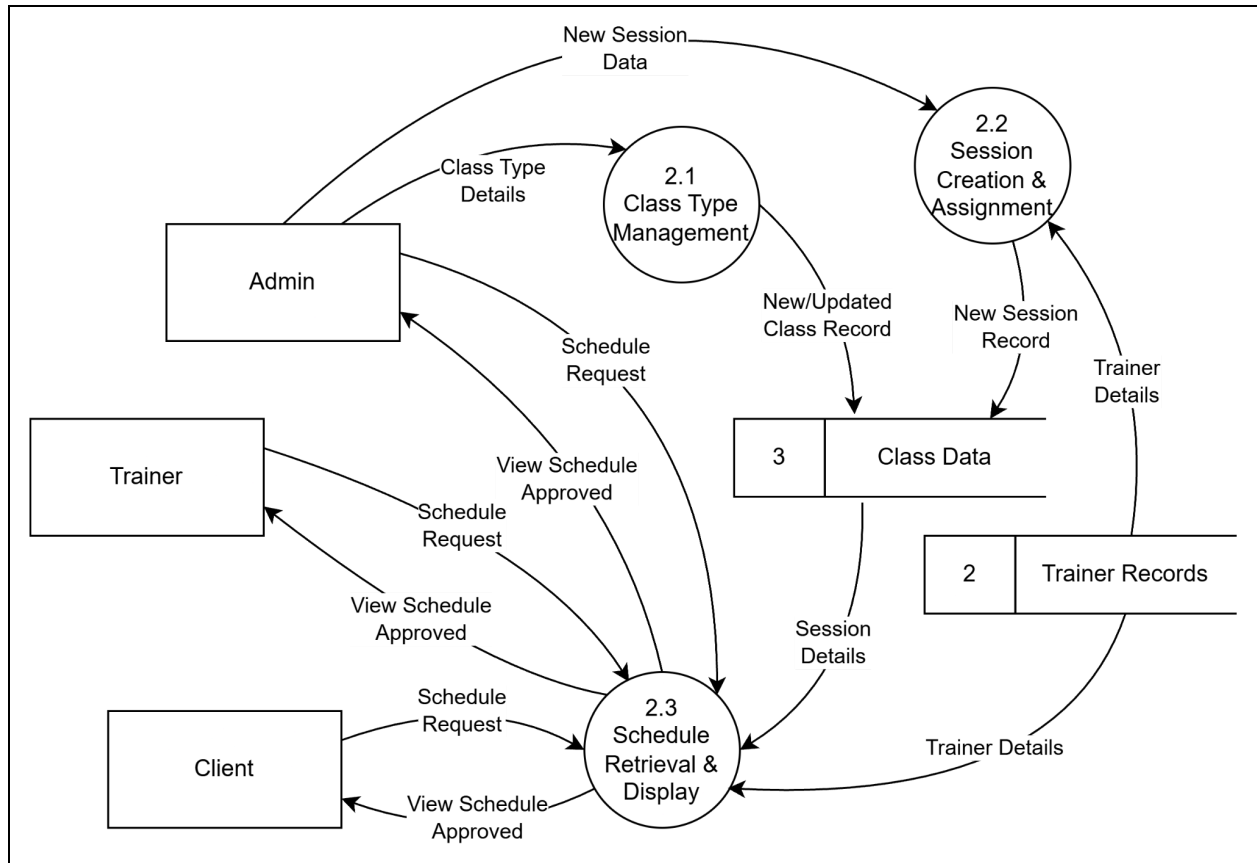 New Session
Data
2.2
Session
Creation &
Assignment
Class Type
Details
2.1
Class Type
Management
Admin
New/Updated
Class Record
New Session
Record
Schedule
Request
Trainer
Details
Trainer
View Schedule
Approved
3
Class Data
Schedule
Request
2
Trainer Records
View Schedule
Approved
Session
Details
Schedule
Request
2.3
Schedule
Retrieval &
Display
Trainer Details
Client
View Schedule
Approved